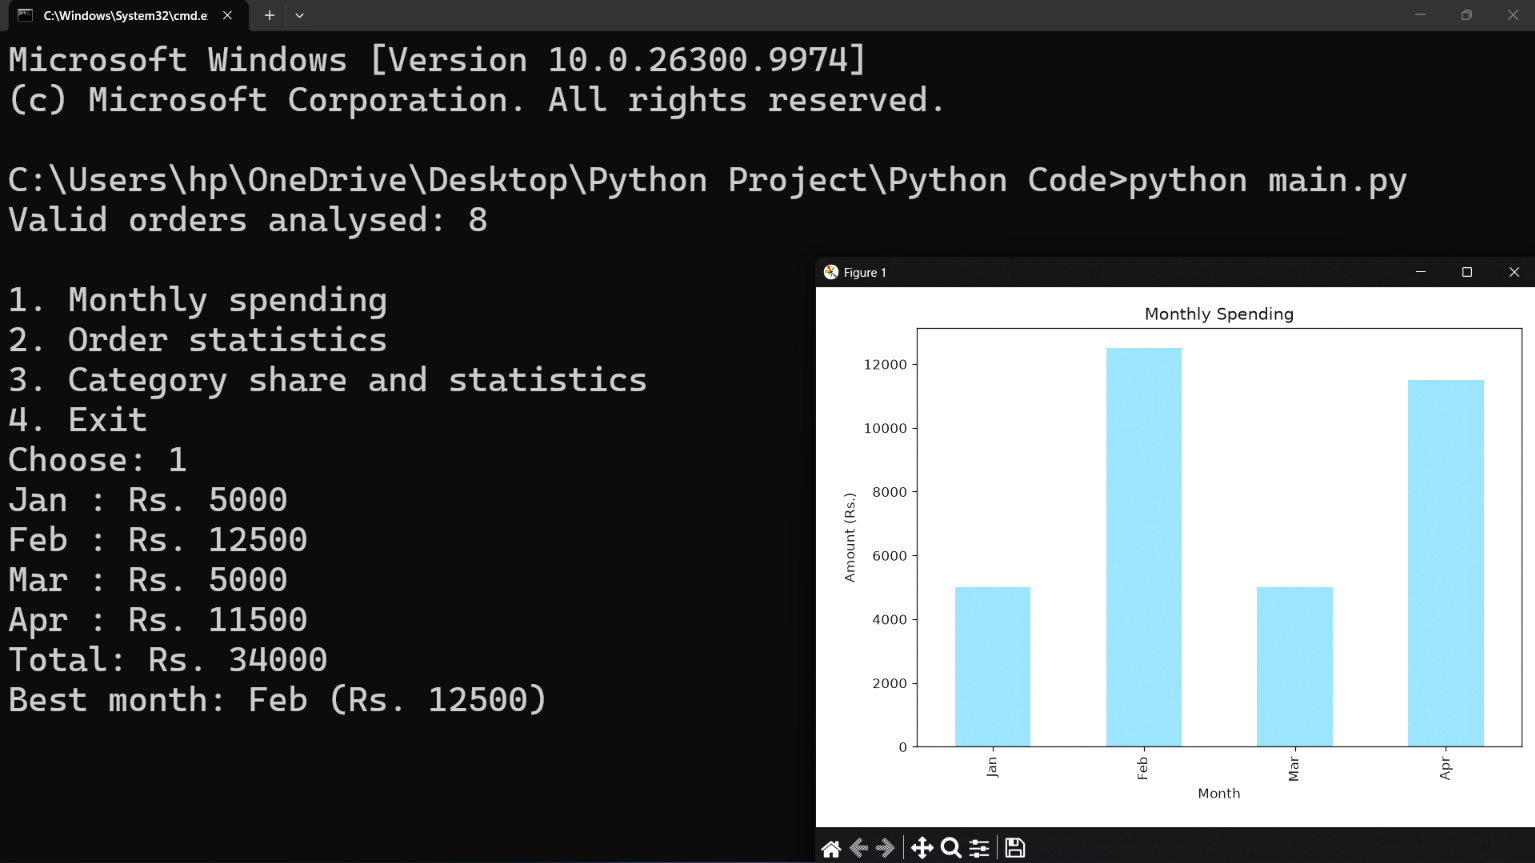 C:\Windows\System32\cmd.e
Microsoft Windows [Version 10.0.26300.9974]
(c) Microsoft Corporation. All rights reserved.
C:\Users\hp\OneDrive\Desktop\Python Project\Python Code>python main.py
Valid orders analysed: 8
1. Monthly spending
2. Order statistics
3. Category share and statistics
4. Exit
Choose: 1
Jan : Rs. 5000
Feb : Rs. 12500
Mar : Rs. 5000
Apr : Rs. 11500
Total: Rs. 34000
Best month: Feb (Rs. 12500)
Figure 1
Monthly Spending
Amount (Rs.)
12000
10000
8000
6000
4000
2000
0
Jan
Feb
Mar
Apr
Month